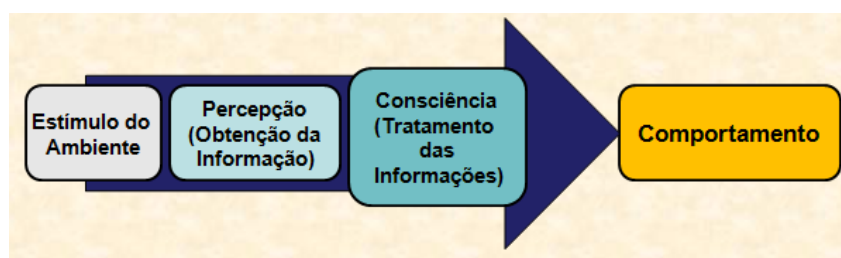 Estímulo do
Ambiente
Percepção
(Obtenção da
Informação)
Consciência
(Tratamento
das
Informações)
Comportamento